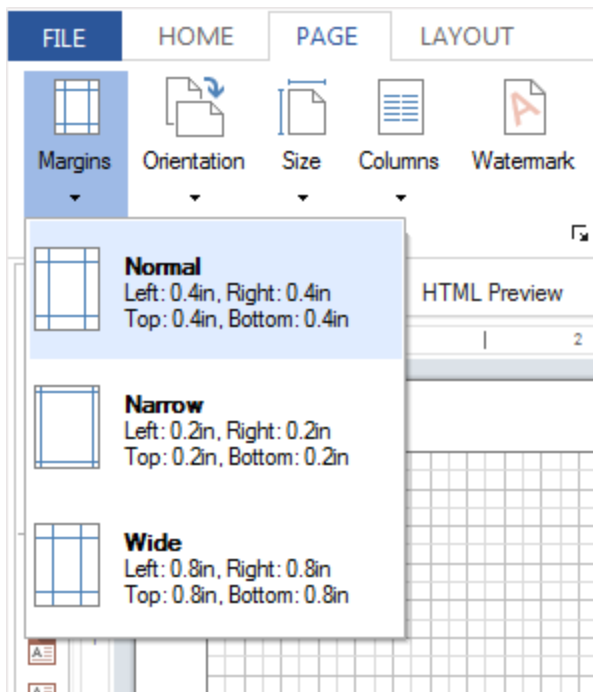 FILE HOME PAGE LAYOUT
Margins Orientation Size Columns Watermark
Normal
Left: 0.4in, Right: 0.4in
Top: 0.4in, Bottom: 0.4in
HTML Preview
2
Narrow
Left: 0.2in, Right: 0.2in
Top: 0.2in, Bottom: 0.2in
Wide
Left: 0.8in, Right: 0.8in
Top: 0.8in, Bottom: 0.8in
A
A